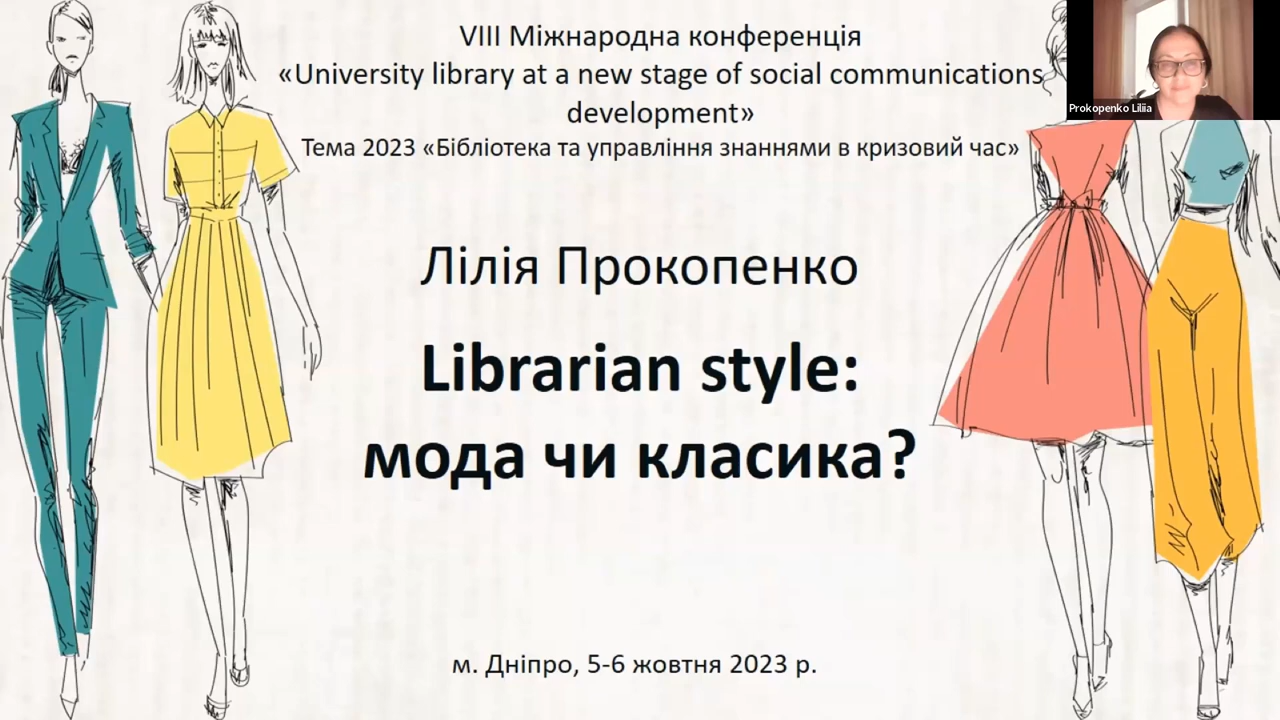 VIII Міжнародна конференція
«University library at a new stage of social communications
development»
Тема 2023 «Бібліотека та управління знаннями в кризовий час»
Prokopenko Liliia
Лілія Прокопенко
Librarian style:
мода чи класика?
м. Дніпро, 5-6 жовтня 2023 р.